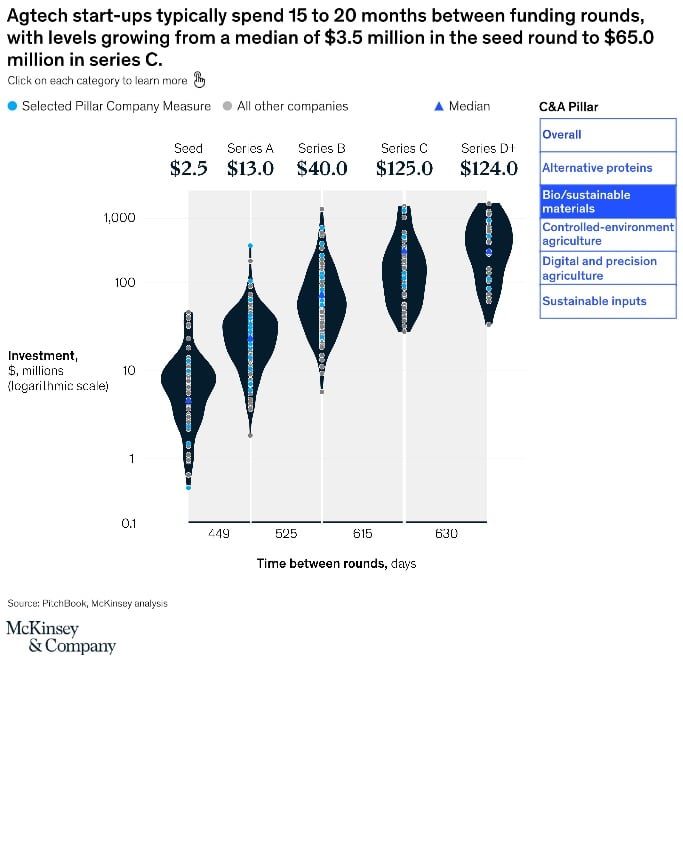 Agtech start-ups typically spend 15 to 20 months between funding rounds,
with levels growing from a median of $3.5 million in the seed round to $65.0
million in series C.
Click on each category to learn more
Selected Pillar Company Measure
All other companies
Median
C&A Pillar
Overall
Alternative proteins
Bio/sustainable
materials
Controlled-environment
agriculture
Digital and precision
agriculture
Sustainable inputs
Seed Series A Series B Series C Series D+
$2.5 $13.0 $40.0 $125.0 $124.0
1,000
100
Investment,
$, millions
(logarithmic scale)
10
1
0.1
449 525 615 630
Time between rounds, days
Source: PitchBook, McKinsey analysis
McKinsey
& Company